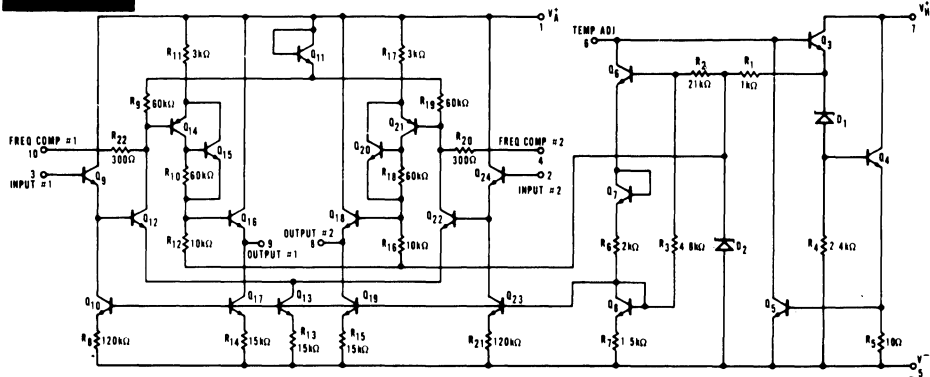 V_A^+
1
V_H^+
7
TEMP ADJ
6
Q3
R11 3kΩ
Q11
R17 3kΩ
Q6
R2
21kΩ
R1
1kΩ
R9 60kΩ
R19 60kΩ
D1
Q14
Q21
FREQ COMP #1
10
R22
300Ω
Q15
Q20
R20
300Ω
FREQ COMP #2
4
Q4
3
INPUT #1
Q9
R10 60kΩ
R18 60kΩ
Q24
2
INPUT #2
Q7
Q12
Q16
Q18
Q22
R12 10kΩ
9
OUTPUT #1
OUTPUT #2
8
R16 10kΩ
R6 2kΩ
R3
D2
R4 2 4kΩ
Q10
Q17
Q13
Q19
Q23
Q8
Q5
120kΩ
R14 15kΩ
R13
15kΩ
R15
15kΩ
R21 120kΩ
R7 1 5kΩ
R5 10Ω
V^-
5